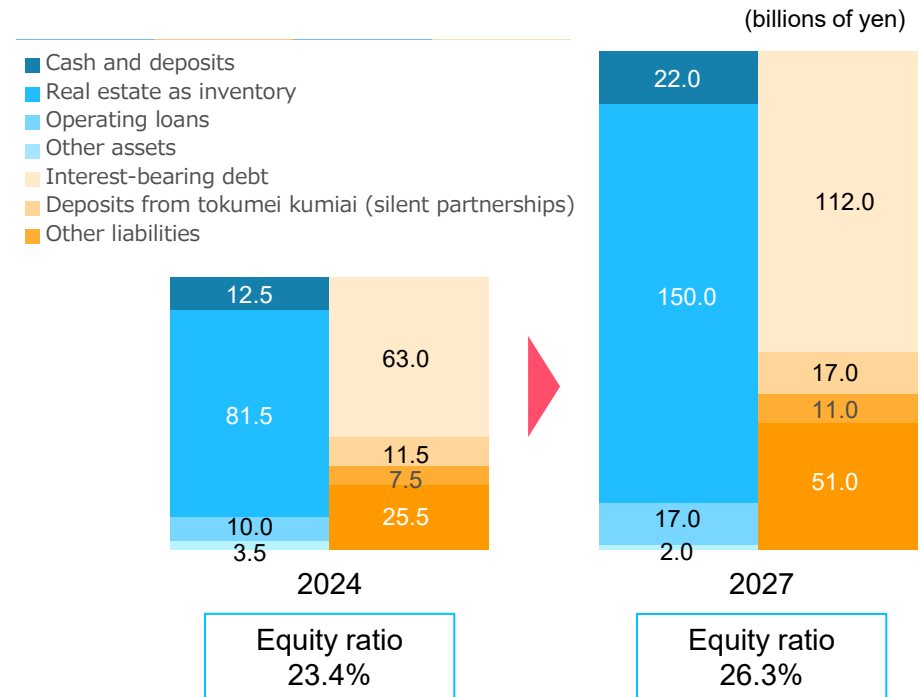 (billions of yen)
Cash and deposits
Real estate as inventory
Operating loans
Other assets
Interest-bearing debt
Deposits from tokumei kumiai (silent partnerships)
Other liabilities
12.5
81.5
10.0
3.5
63.0
11.5
7.5
25.5
2024
Equity ratio
23.4%
22.0
150.0
17.0
2.0
112.0
17.0
11.0
51.0
2027
Equity ratio
26.3%